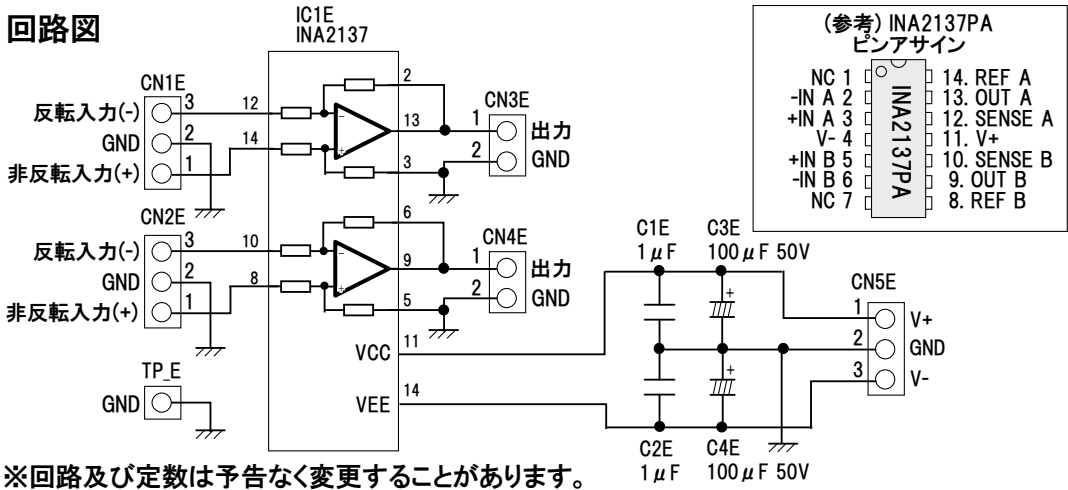 回路図
IC1E
INA2137
CN1E
反転入力(-)
3
12
GND
2
14
非反転入力(+)
1
2
13
3
CN3E
1
出力
2
GND
CN2E
反転入力(-)
3
10
GND
2
8
非反転入力(+)
1
6
9
5
CN4E
1
出力
2
GND
TP_E
GND
VCC
11
VEE
14
C1E
1μF
C3E
100μF 50V
+
+
C2E
1μF
C4E
100μF 50V
CN5E
1
V+
2
GND
3
V-
(参考) INA2137PA
ピンアサイン
NC 1
-IN A 2
+IN A 3
V- 4
+IN B 5
-IN B 6
NC 7
INA2137PA
14. REF A
13. OUT A
12. SENSE A
11. V+
10. SENSE B
9. OUT B
8. REF B
-
+
-
+
※回路及び定数は予告なく変更することがあります。